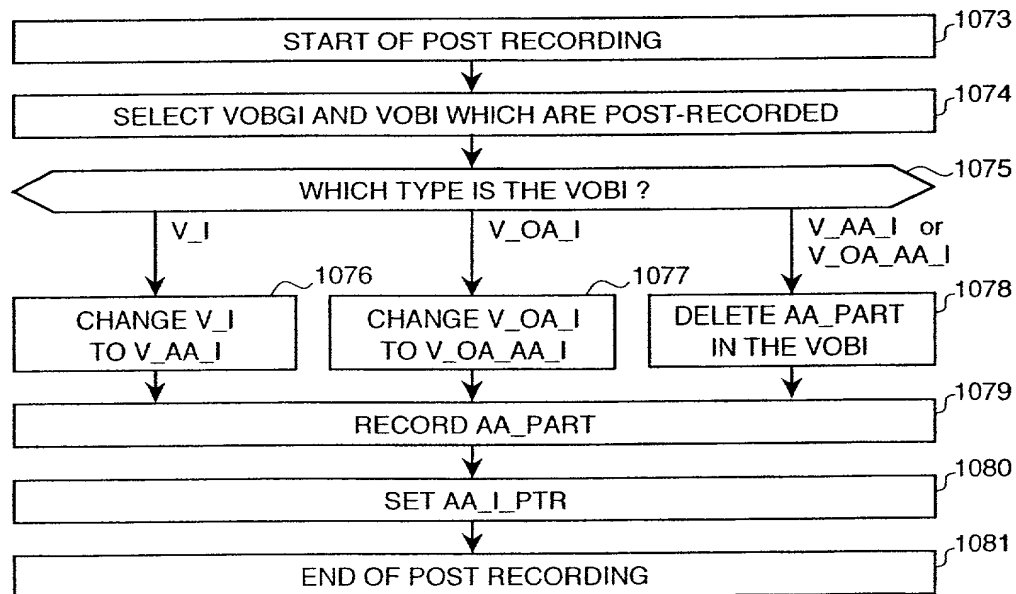 START OF POST RECORDING
1073
SELECT VOBGI AND VOBI WHICH ARE POST-RECORDED
1074
WHICH TYPE IS THE VOBI ?
1075
V_I
V_OA_I
V_AA_I or
V_OA_AA_I
1076
1077
1078
CHANGE V_I
TO V_AA_I
CHANGE V_OA_I
TO V_OA_AA_I
DELETE AA_PART
IN THE VOBI
1079
RECORD AA_PART
1080
SET AA_I_PTR
1081
END OF POST RECORDING